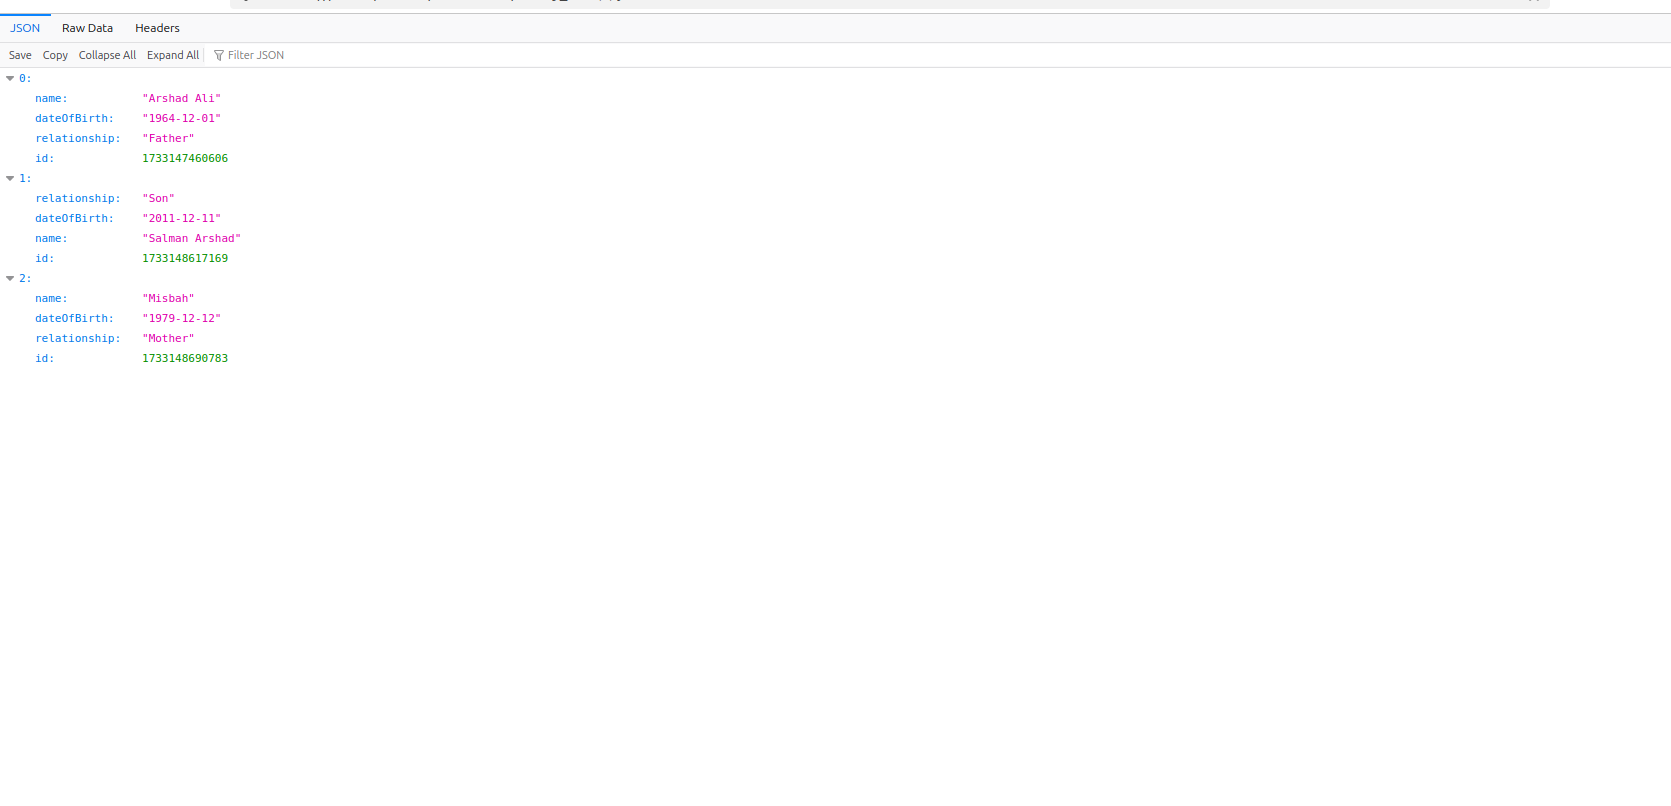 JSON Raw Data Headers
Save Copy Collapse All Expand All Filter JSON
0:
name: "Arshad Ali"
dateOfBirth: "1964-12-01"
relationship: "Father"
id: 1733147460606
1:
relationship: "Son"
dateOfBirth: "2011-12-11"
name: "Salman Arshad"
id: 1733148617169
2:
name: "Misbah"
dateOfBirth: "1979-12-12"
relationship: "Mother"
id: 1733148690783